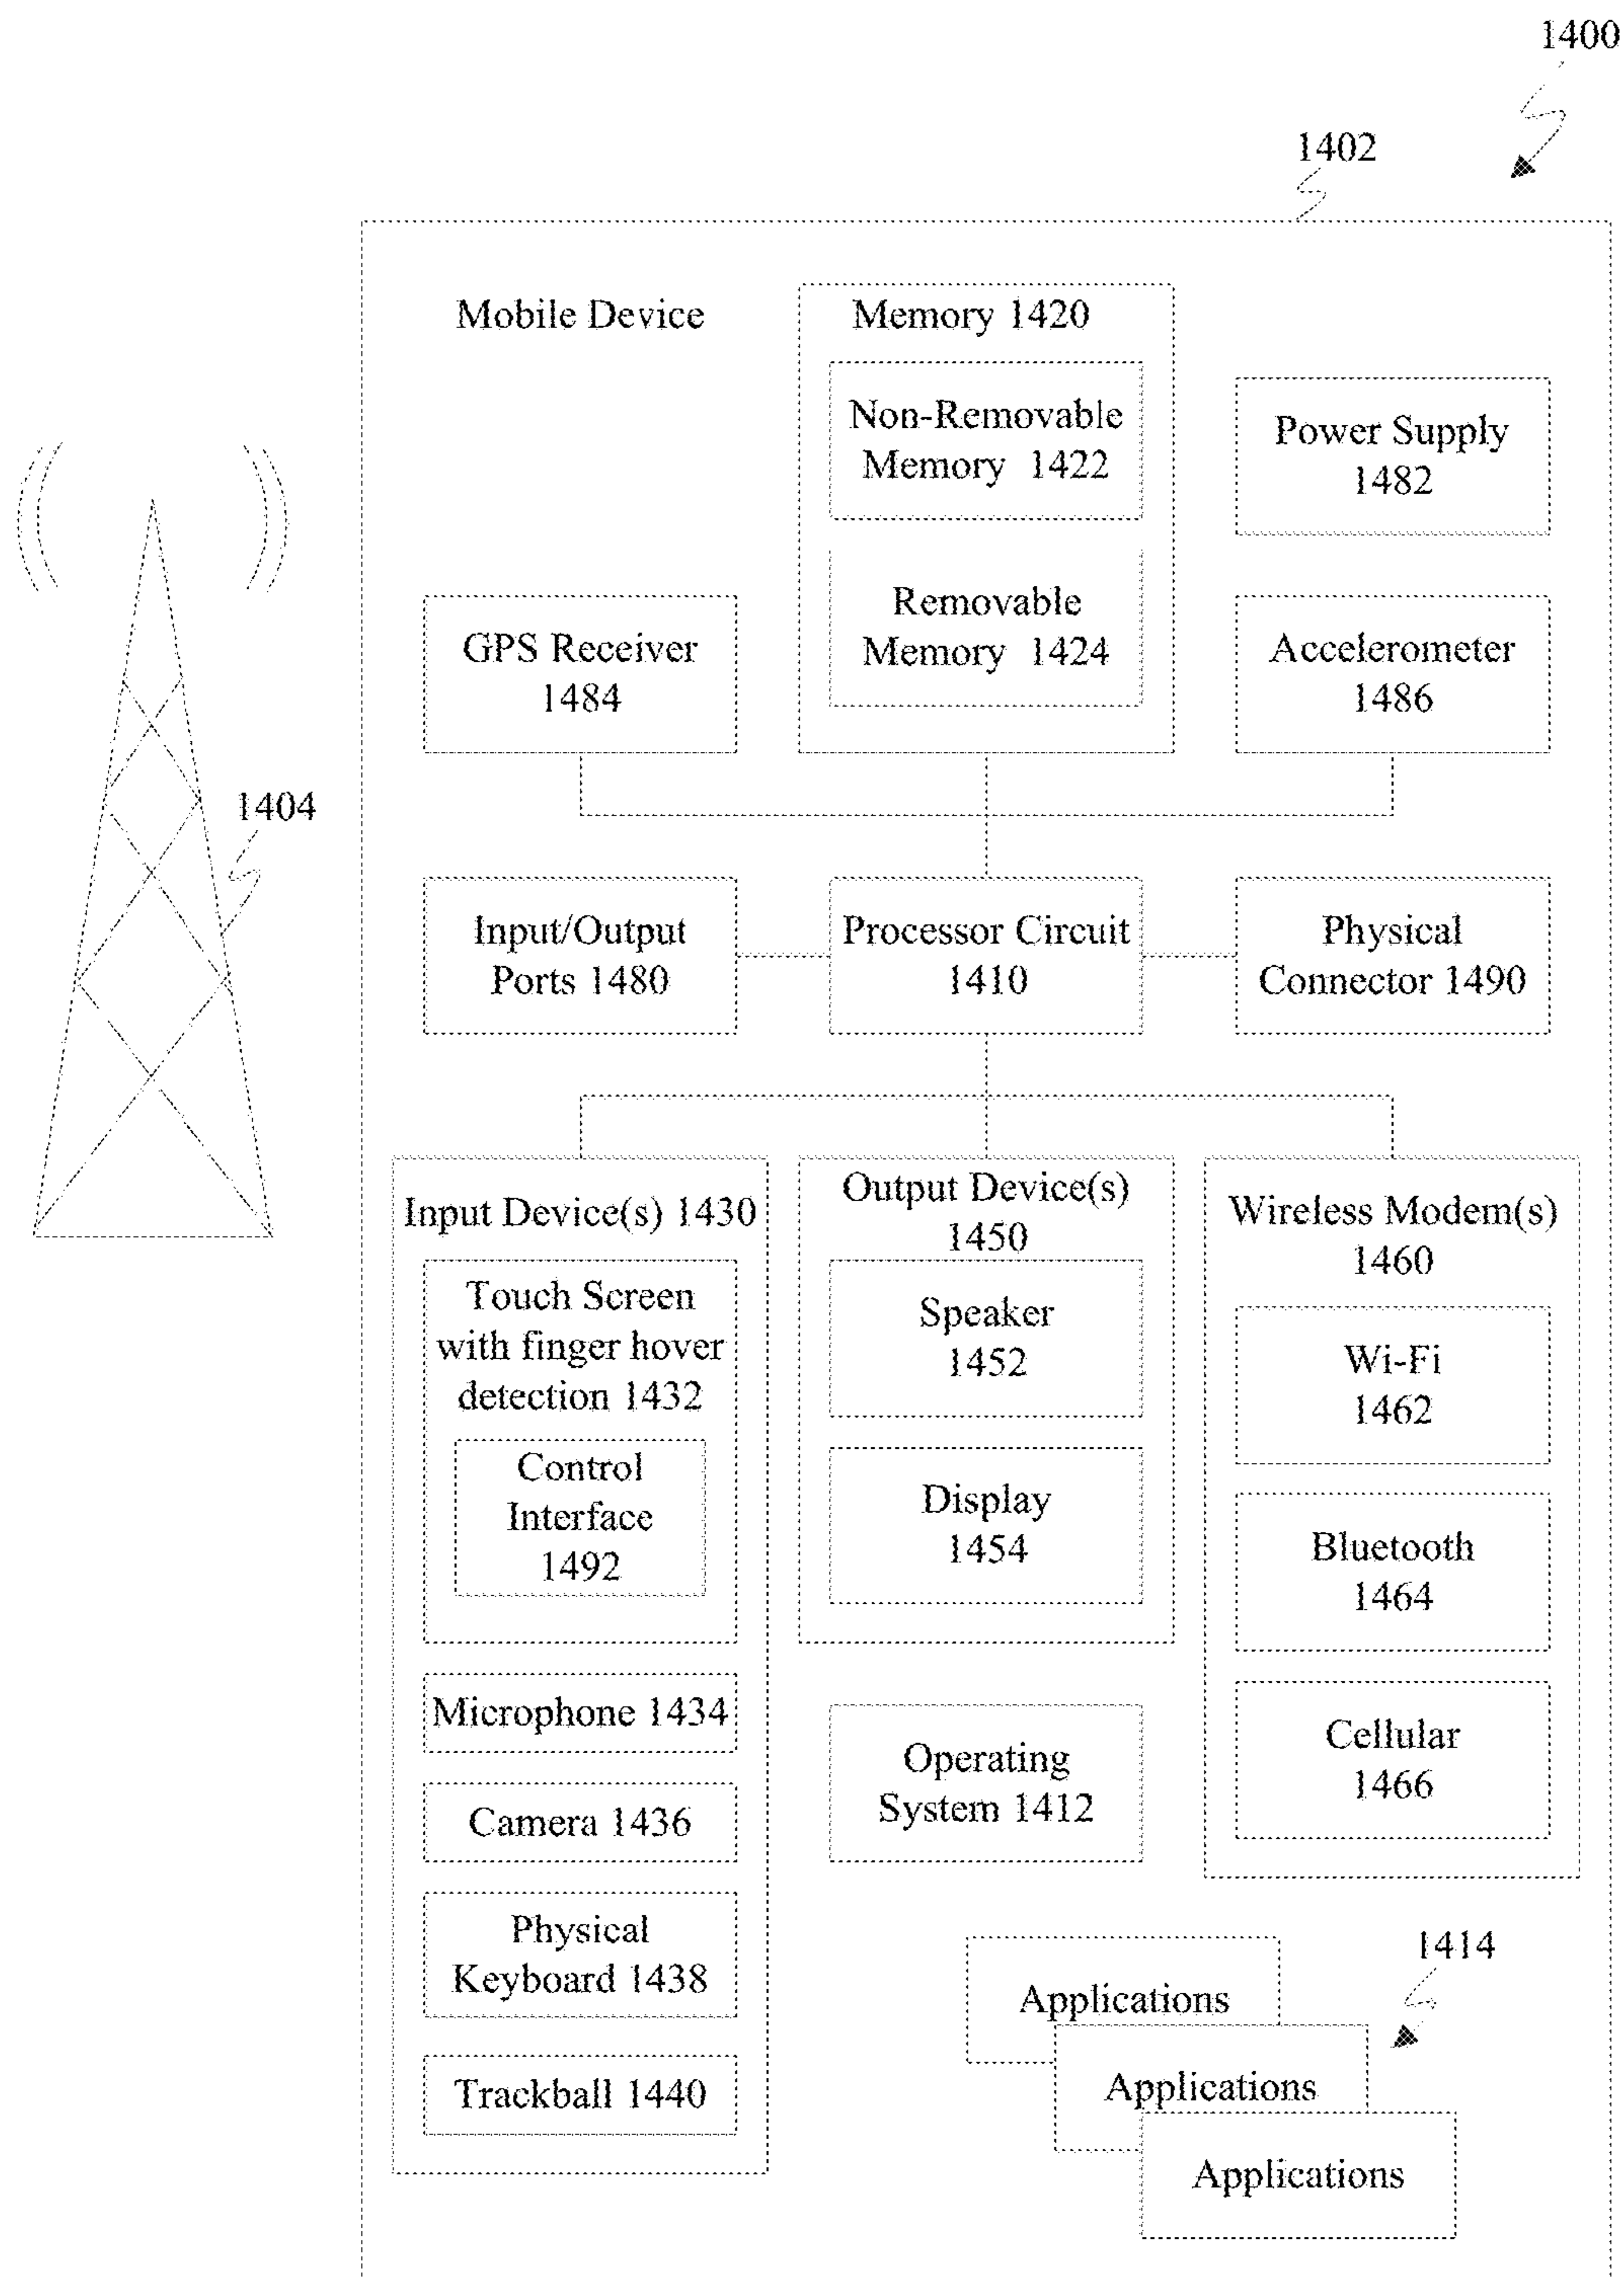 1400
1402
Mobile Device
Memory 1420
Non-Removable
Memory 1422
Power Supply
1482
Removable
Memory 1424
GPS Receiver
1484
Accelerometer
1486
1404
Input/Output
Ports 1480
Processor Circuit
1410
Physical
Connector 1490
Input Device(s) 1430
Touch Screen
with finger hover
detection 1432
Control
Interface
1492
Microphone 1434
Camera 1436
Physical
Keyboard 1438
Trackball 1440
Output Device(s)
1450
Speaker
1452
Display
1454
Operating
System 1412
Wireless Modem(s)
1460
Wi-Fi
1462
Bluetooth
1464
Cellular
1466
1414
Applications
Applications
Applications